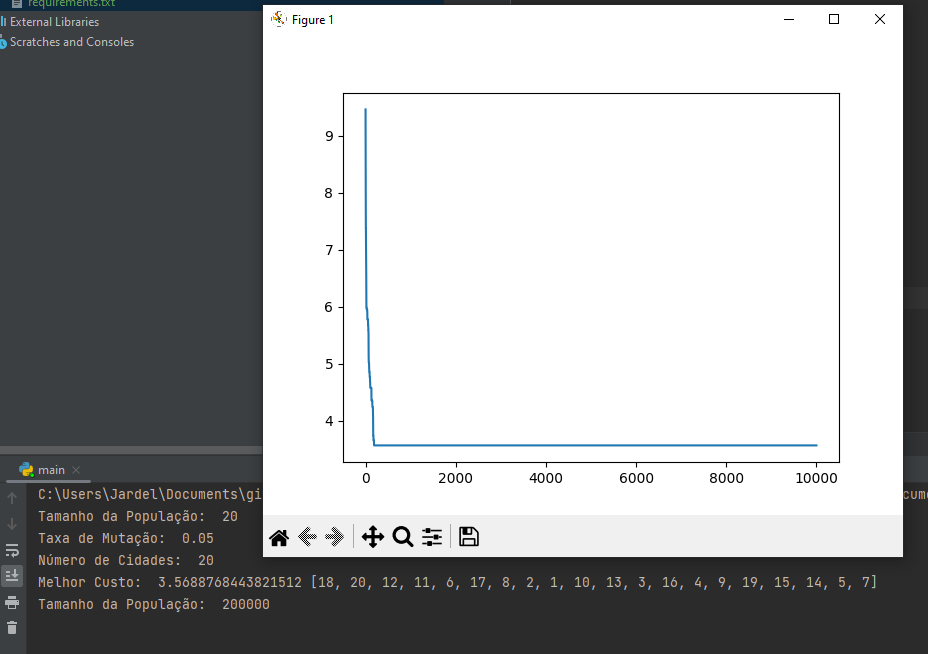 requirements.txt
External Libraries
Scratches and Consoles
Figure 1
9
8
7
6
5
4
0 2000 4000 6000 8000 10000
main
C:\Users\Jardel\Documents\gi
Tamanho da População: 20
Taxa de Mutação: 0.05
Número de Cidades: 20
Melhor Custo: 3.5688768443821512 [18, 20, 12, 11, 6, 17, 8, 2, 1, 10, 13, 3, 16, 4, 9, 19, 15, 14, 5, 7]
Tamanho da População: 200000